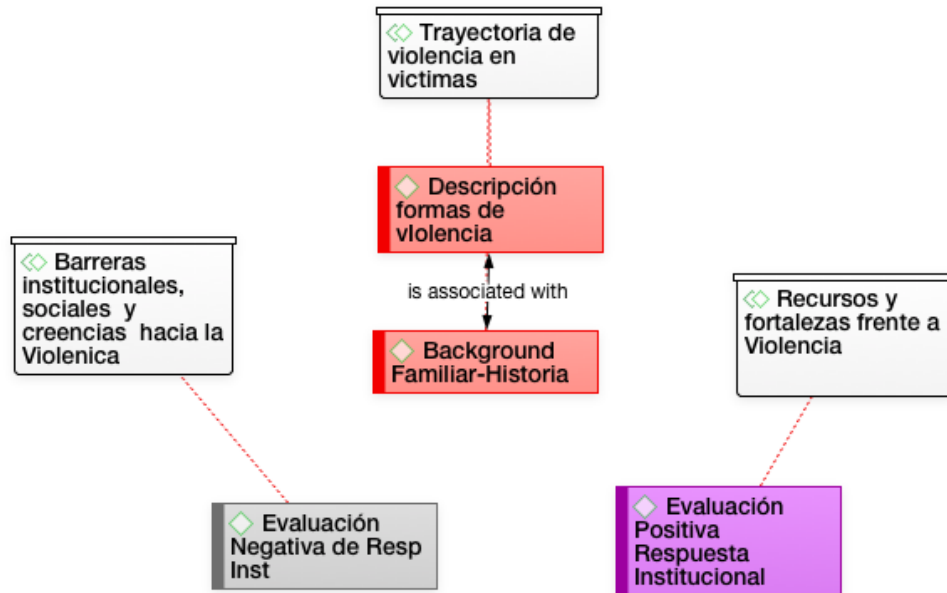 Trayectoria de
violencia en
victimas
Descripción
formas de
vIolencia
is associated with
Background
Familiar-Historia
Barreras
institucionales,
sociales y
creencias hacia la
Violenica
Recursos y
fortalezas frente a
Violencia
Evaluación
Negativa de Resp
Inst
Evaluación
Positiva
Respuesta
Institucional